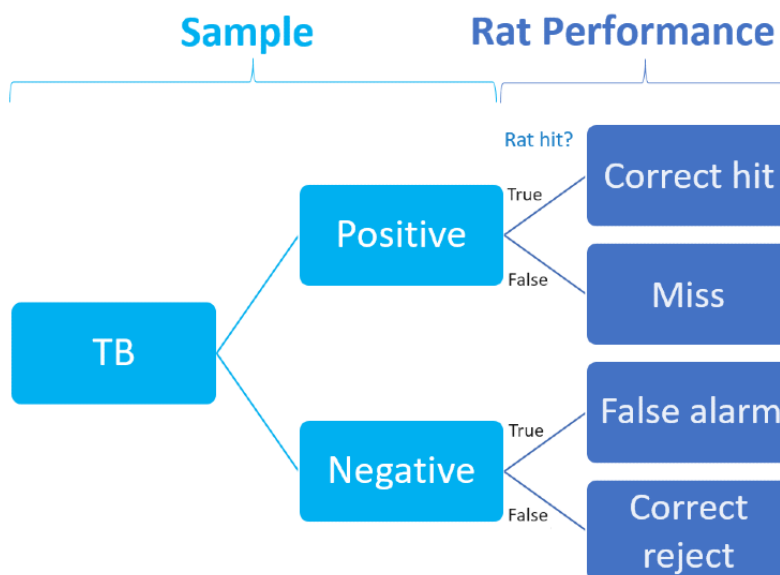 Sample
Rat Performance
Rat hit?
Correct hit
True
Positive
False
Miss
TB
False alarm
True
Negative
False
Correct
reject